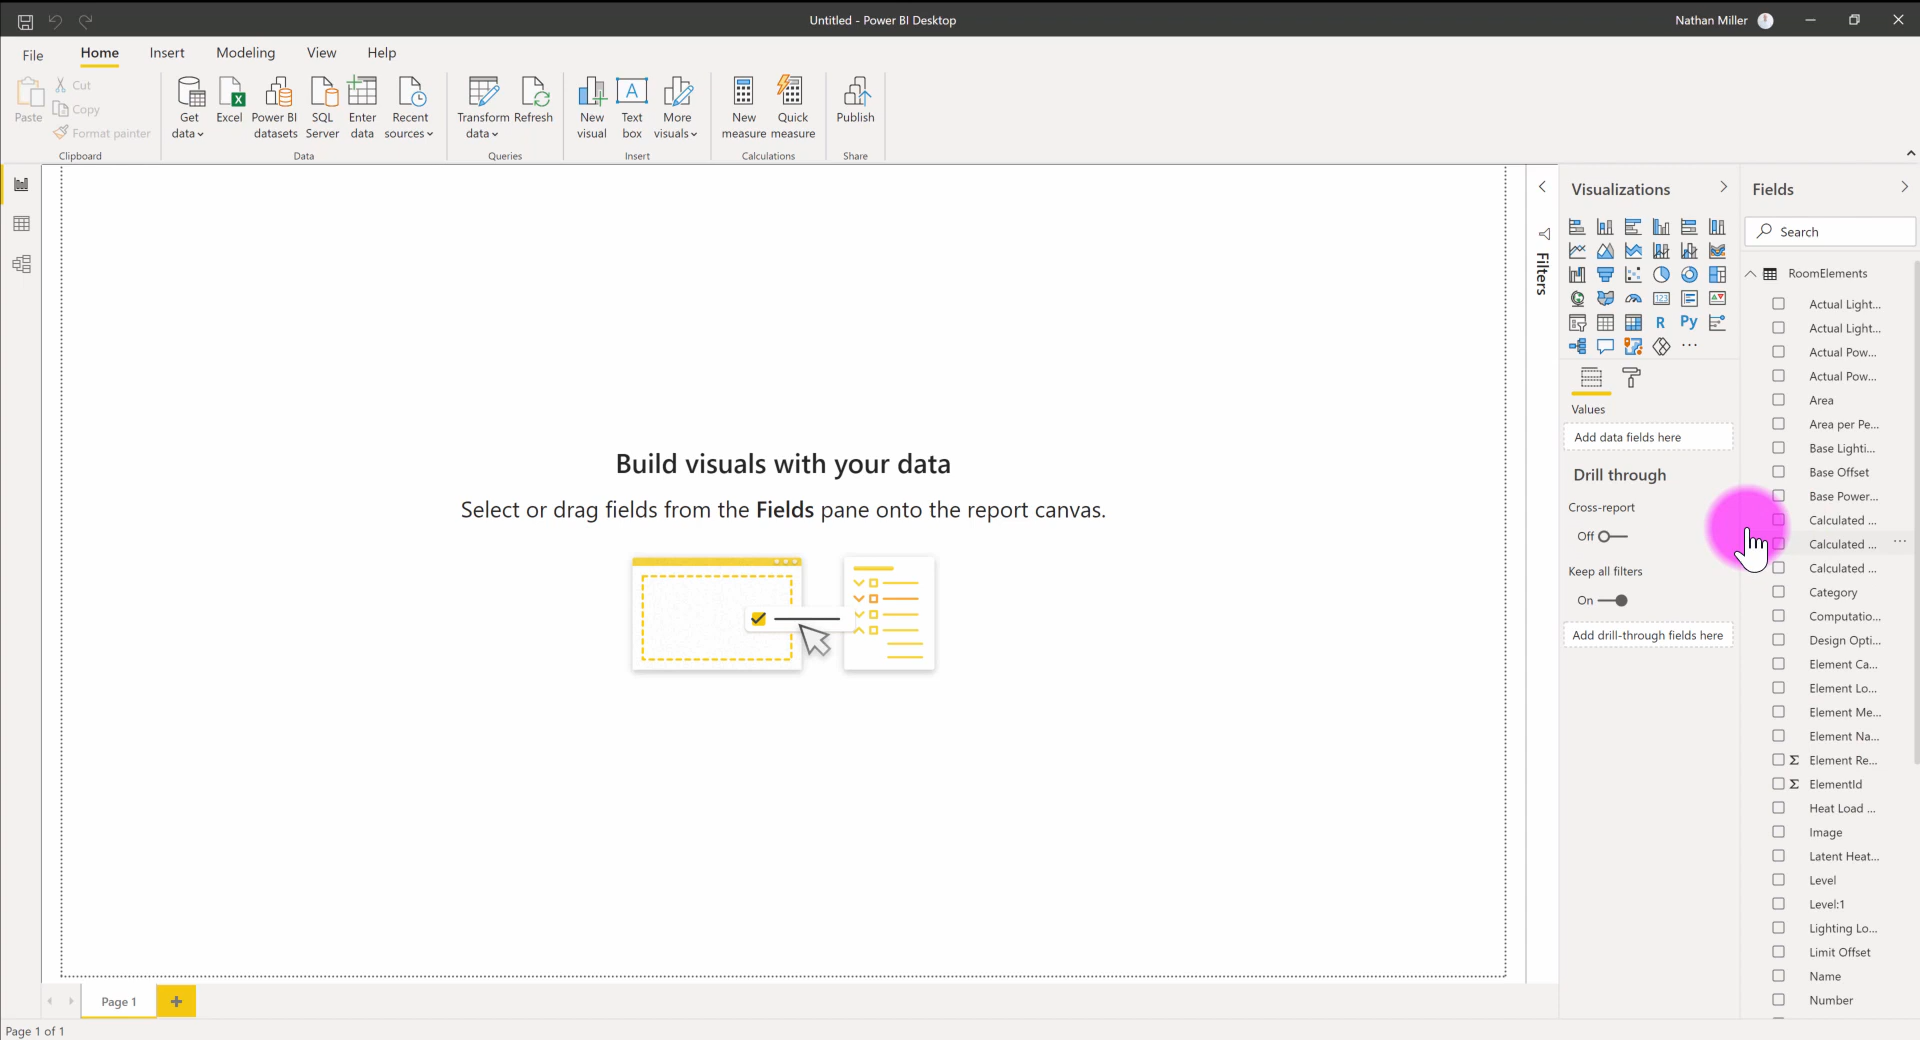 Untitled - Power BI Desktop
Nathan Miller
File
Home
Insert
Modeling
View
Help
Paste
Cut
Copy
Format painter
Clipboard
Get data
Excel
Power BI datasets
SQL Server
Enter data
Recent sources
Data
Transform data
Refresh
Queries
New visual
Text box
More visuals
Insert
New measure
Quick measure
Calculations
Publish
Share
Build visuals with your data
Select or drag fields from the Fields pane onto the report canvas.
Filters
Visualizations
R
Py
123
Values
Add data fields here
Drill through
Cross-report
Off
Keep all filters
On
Add drill-through fields here
Fields
Search
RoomElements
Actual Light...
Actual Light...
Actual Pow...
Actual Pow...
Area
Area per Pe...
Base Lighti...
Base Offset
Base Power...
Calculated ...
Calculated ...
Calculated ...
Category
Computatio...
Design Opti...
Element Ca...
Element Lo...
Element Me...
Element Na...
Σ Element Re...
Σ ElementId
Heat Load ...
Image
Latent Heat...
Level
Level:1
Lighting Lo...
Limit Offset
Name
Number
Page 1
Page 1 of 1